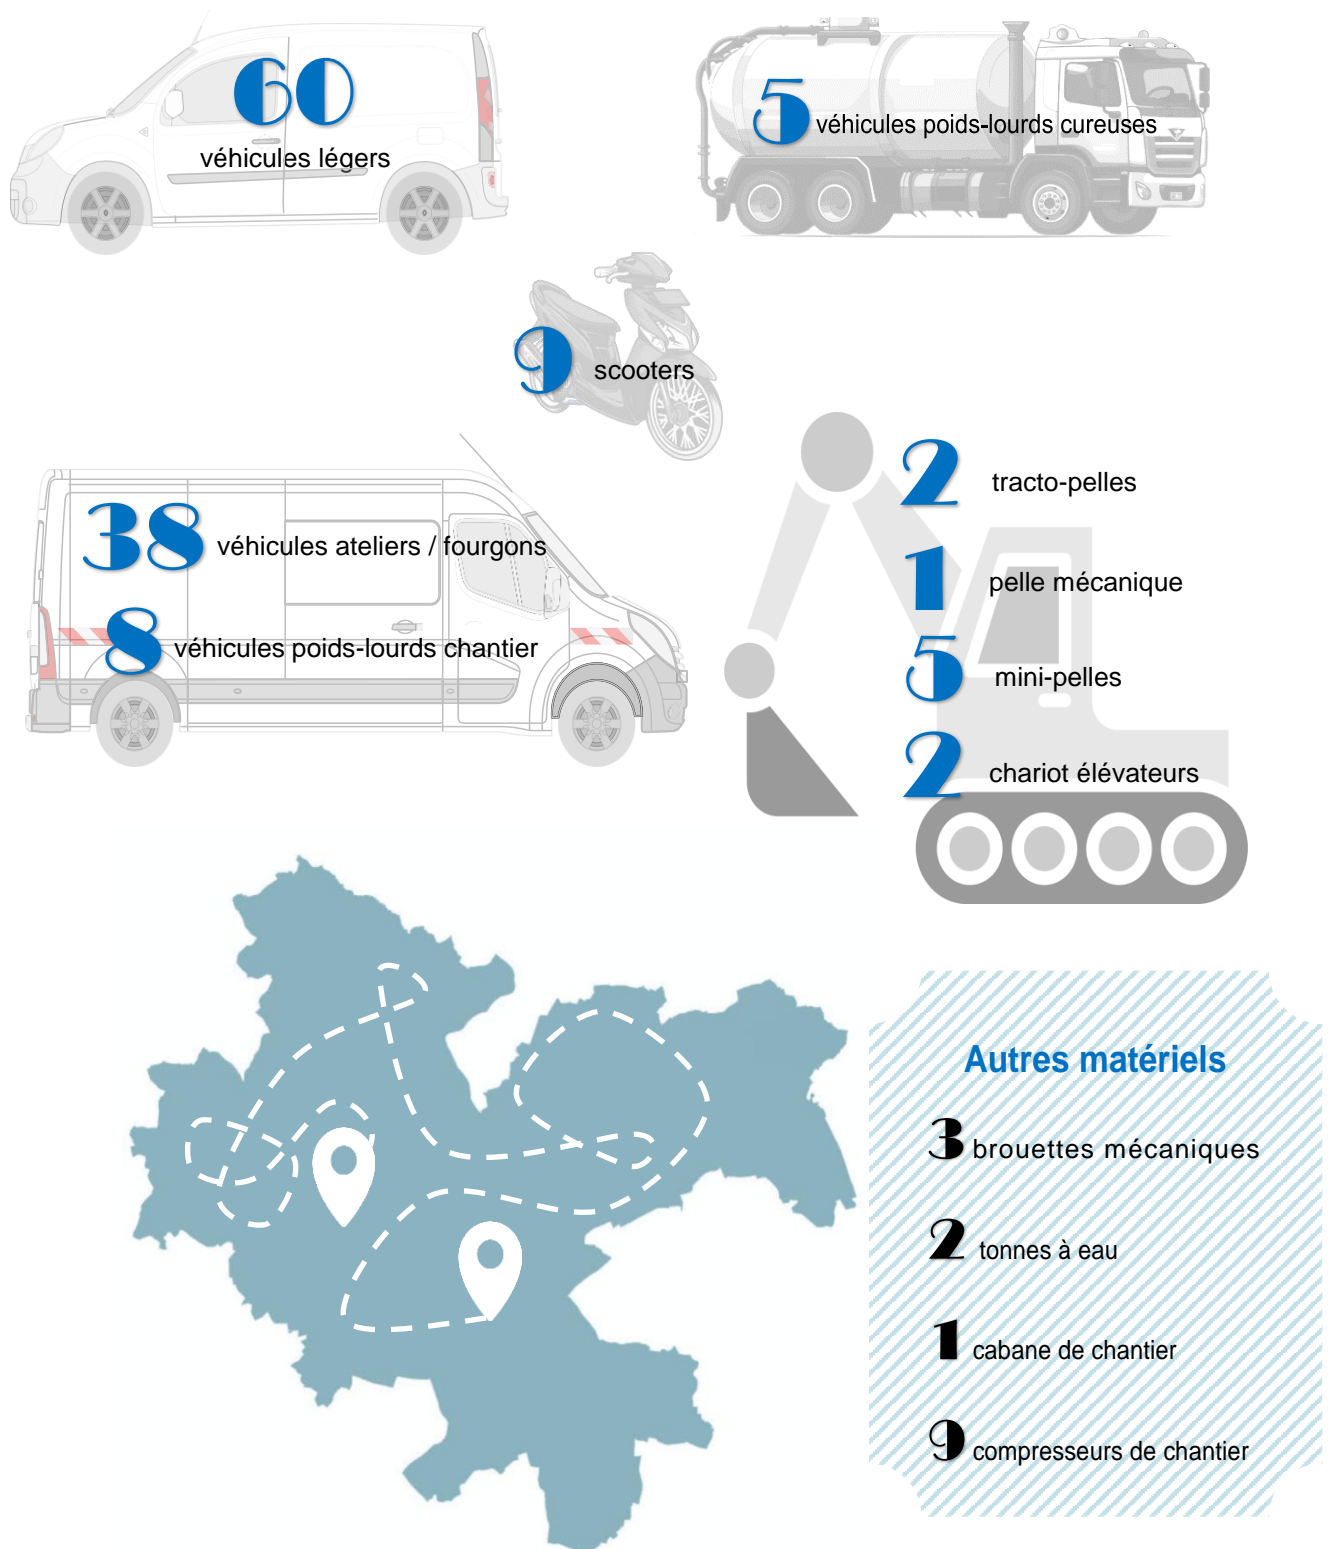 60
véhicules légers
5 véhicules poids-lourds cureuses
9 scooters
38 véhicules ateliers / fourgons
8 véhicules poids-lourds chantier
2 tracto-pelles
1 pelle mécanique
5 mini-pelles
2 chariot élévateurs
Autres matériels
3 brouettes mécaniques
2 tonnes à eau
1 cabane de chantier
9 compresseurs de chantier